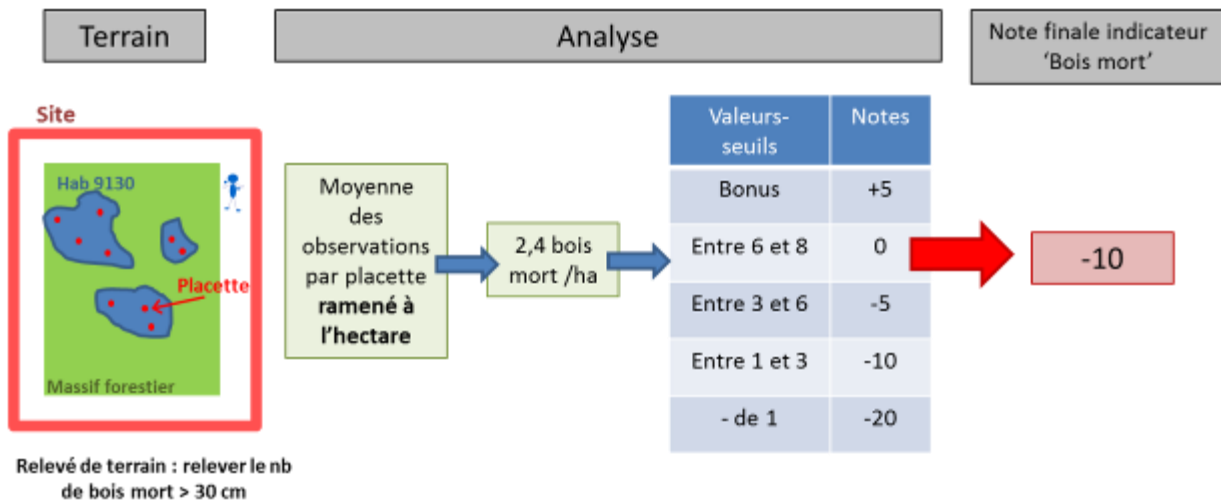 Terrain
Analyse
Note finale indicateur
'Bois mort'
Site
Hab 9130
Placette
Massif forestier
Relevé de terrain : relever le nb
de bois mort > 30 cm
Moyenne
des
observations
par placette
ramené à
l'hectare
2,4 bois
mort /ha
Valeurs-
seuils
Notes
Bonus +5
Entre 6 et 8 0
Entre 3 et 6 -5
Entre 1 et 3 -10
- de 1 -20
-10